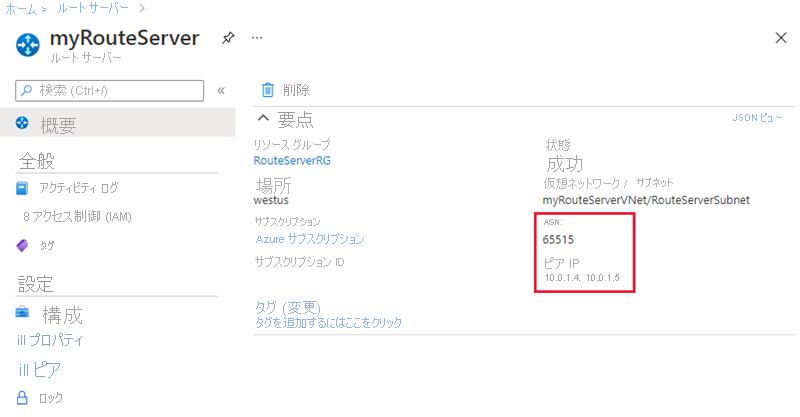 ホーム > ルート サーバー >
myRouteServer ...
ルート サーバー
検索 (Ctrl+/)
«
概要
全般
アクティビティ ログ
8 アクセス制御 (IAM)
タグ
設定
構成
ill プロパティ
ill ピア
ロック
削除
要点
JSON ビュー
リソース グループ
RouteServerRG
場所
westus
サブスクリプション
Azure サブスクリプション
サブスクリプション ID
状態
成功
仮想ネットワーク / サブネット
myRouteServerVNet/RouteServerSubnet
ASN:
65515
ピア IP
10.0.1.4, 10.0.1.5
タグ (変更)
タグを追加するにはここをクリック